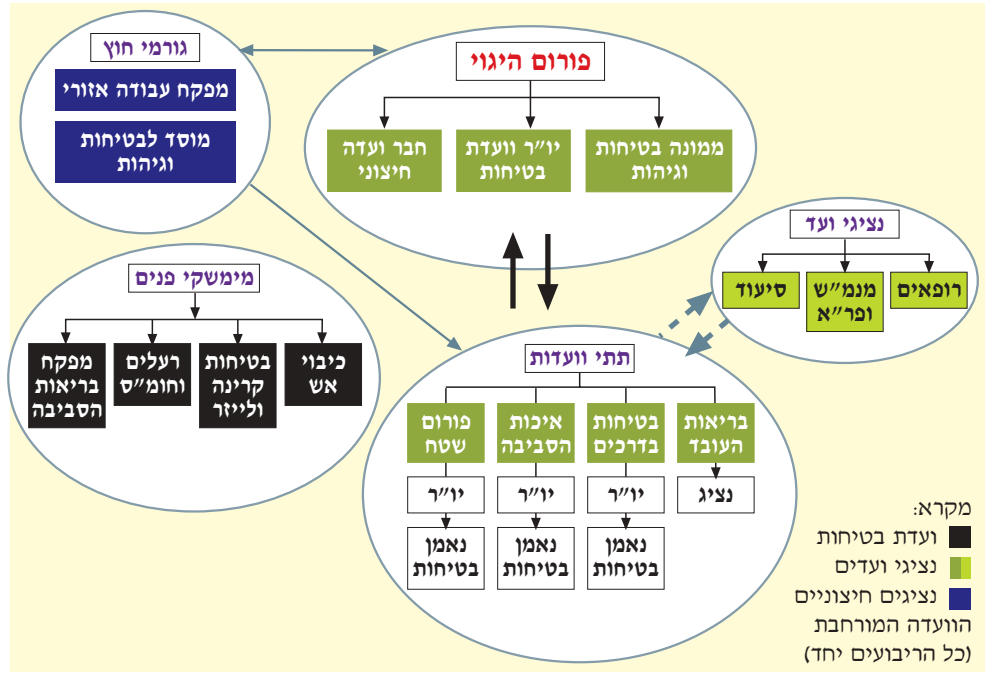 פורום היגוי
ממונה בטיחות
וגיהות
יו"ר וועדת
בטיחות
חבר ועדה
חיצוני
גורמי חוץ
מפקח עבודה אזורי
מוסד לבטיחות
וגיהות
נציגי ועד
רופאים
מנמ"ש
ופר"א
סיעוד
מימשקי פנים
כיבוי
אש
בטיחות
קרינה
ולייזר
רעלים
וחומ"ס
מפקח
בריאות
הסביבה
תתי וועדות
בריאות
העובד
נציג
בטיחות
בדרכים
יו"ר
נאמן
בטיחות
איכות
הסביבה
יו"ר
נאמן
בטיחות
פורום
שטח
יו"ר
נאמן
בטיחות
מקרא:
ועדת בטיחות
נציגי ועדים
נציגים חיצוניים
הוועדה המורחבת
(כל הריבועים יחד)